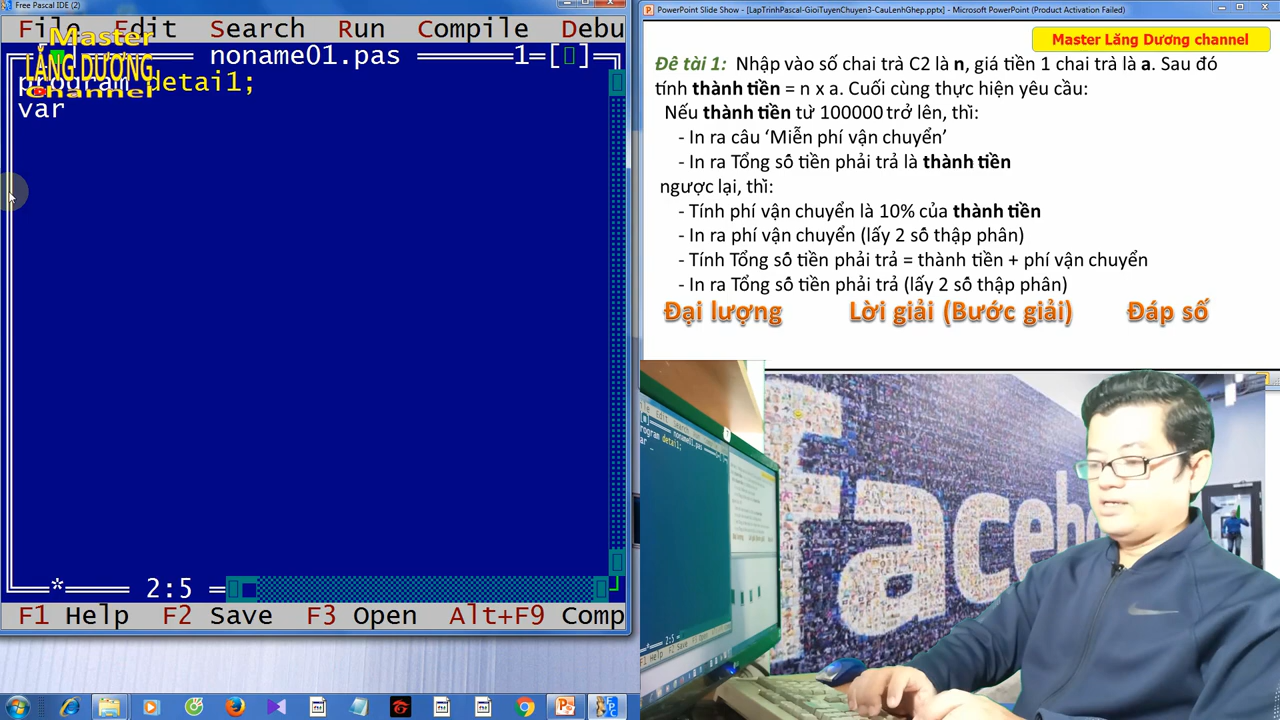 Free Pascal IDE (2)
PowerPoint Slide Show - [LapTrinhPascal-GioiTuyenChuyen3-CauLenhGhep.pptx] - Microsoft PowerPoint (Product Activation Failed)
File Edit Search Run Compile Debu
Master
LÃNG DƯƠNG
Channel
noname01.pas 1=[ ]
program detai1;
var
Master Lãng Dương channel
Đề tài 1: Nhập vào số chai trà C2 là n, giá tiền 1 chai trà là a. Sau đó
tính thành tiền = n x a. Cuối cùng thực hiện yêu cầu:
Nếu thành tiền từ 100000 trở lên, thì:
- In ra câu ‘Miễn phí vận chuyển’
- In ra Tổng số tiền phải trả là thành tiền
ngược lại, thì:
- Tính phí vận chuyển là 10% của thành tiền
- In ra phí vận chuyển (lấy 2 số thập phân)
- Tính Tổng số tiền phải trả = thành tiền + phí vận chuyển
- In ra Tổng số tiền phải trả (lấy 2 số thập phân)
Đại lượng Lời giải (Bước giải) Đáp số
facebo
* 2:5
F1 Help F2 Save F3 Open Alt+F9 Comp